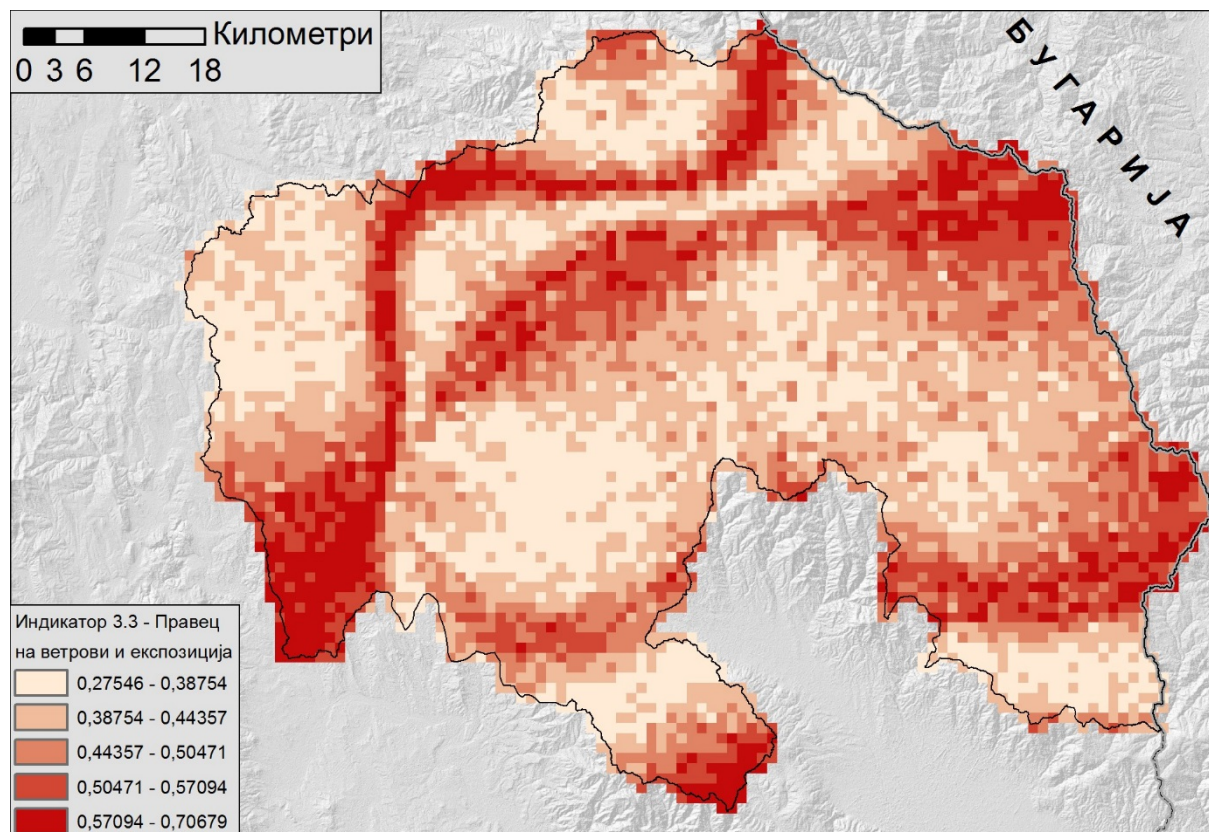 Километри
0 3 6 12 18
БУГАРИЈА
Индикатор 3.3 - Правец
на ветрови и експозиција
0,27546 - 0,38754
0,38754 - 0,44357
0,44357 - 0,50471
0,50471 - 0,57094
0,57094 - 0,70679